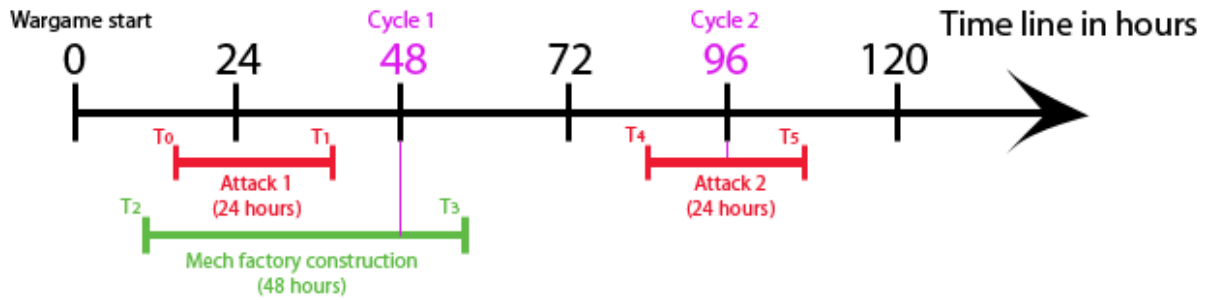 Wargame start
Cycle 1
Cycle 2
Time line in hours
0 24 48 72 96 120
T0 T1 T4 T5
Attack 1
(24 hours)
Attack 2
(24 hours)
T2 T3
Mech factory construction
(48 hours)